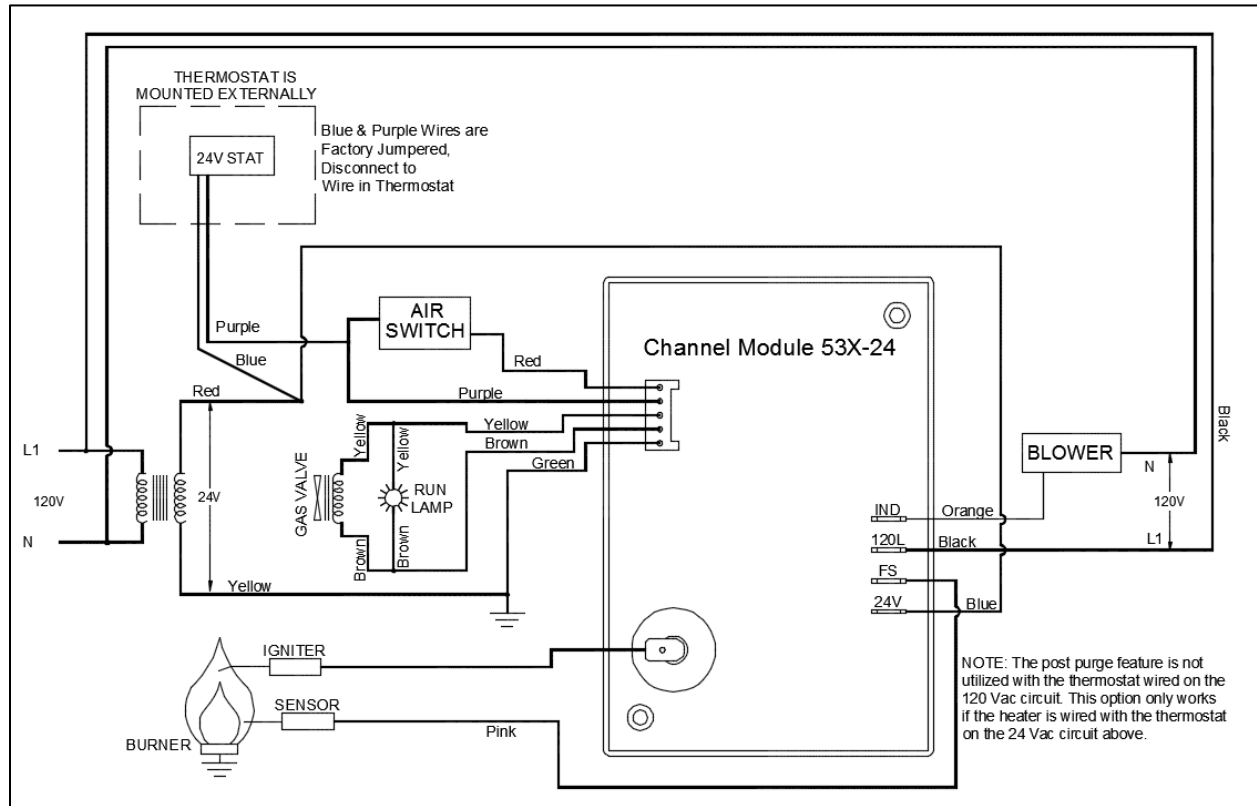 THERMOSTAT IS
MOUNTED EXTERNALLY
24V STAT
Blue & Purple Wires are
Factory Jumpered,
Disconnect to
Wire in Thermostat
AIR
SWITCH
Purple
Blue
Red
Red
Purple
Channel Module 53X-24
Yellow
Yellow
Yellow
Brown
Green
L1
120V
N
24V
GAS VALVE
RUN
LAMP
Brown
Brown
Yellow
BLOWER
N
Black
120V
L1
IND
Orange
120L
Black
FS
24V
Blue
IGNITER
SENSOR
Pink
BURNER
NOTE: The post purge feature is not
utilized with the thermostat wired on the
120 Vac circuit. This option only works
if the heater is wired with the thermostat
on the 24 Vac circuit above.